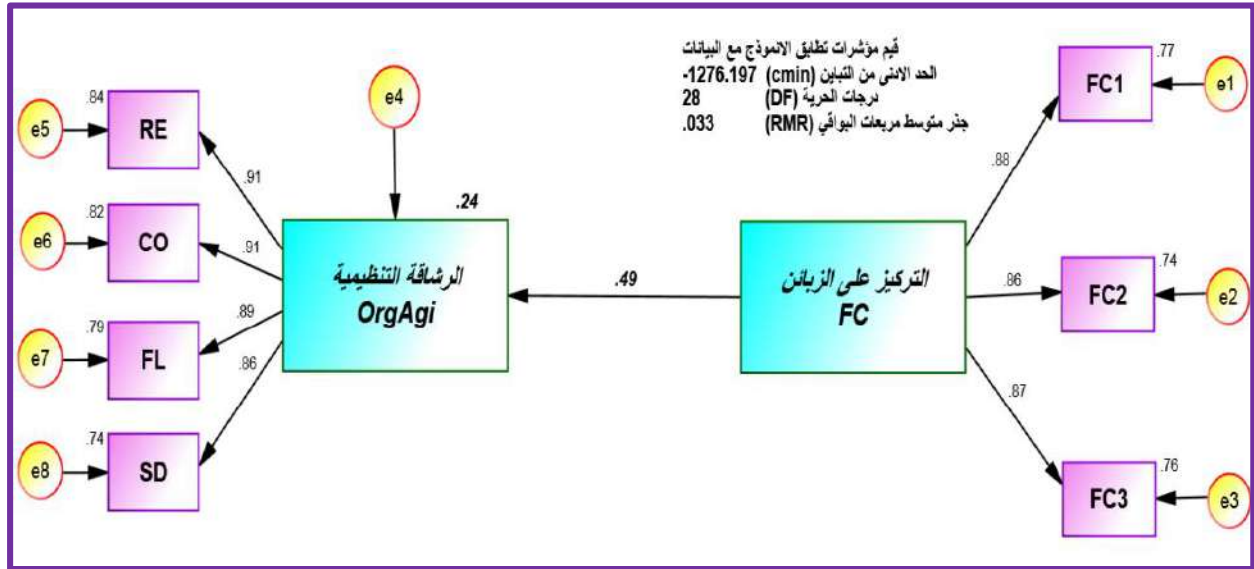 قيم مؤشرات تطابق الانموذج مع البيانات
الحد الادنى من التباين (cmin) -1276.197
درجات الحرية (DF) 28
جذر متوسط مربعات البواقي (RMR) .033
.77
FC1
e1
.88
e4
.84
e5
RE
.91
.24
.82
e6
CO
.91
الرشاقة التنظيمية
OrgAgi
.49
التركيز على الزبائن
FC
.86
.74
FC2
e2
.89
.79
e7
FL
.86
.87
.74
e8
SD
.76
FC3
e3